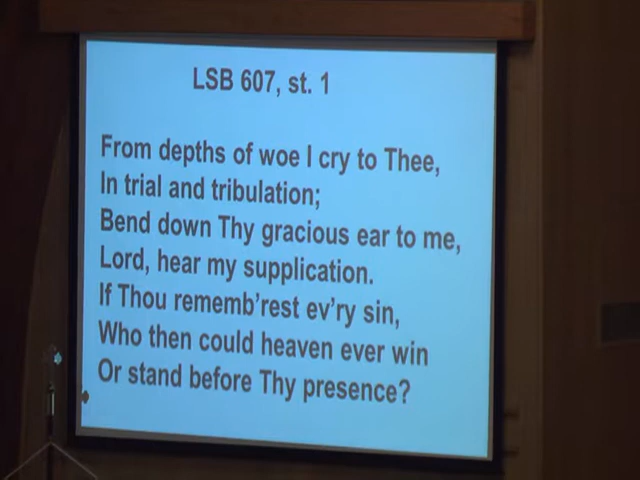 LSB 607, st. 1
From depths of woe I cry to Thee,
In trial and tribulation;
Bend down Thy gracious ear to me,
Lord, hear my supplication.
If Thou rememb'rest ev'ry sin,
Who then could heaven ever win
Or stand before Thy presence?